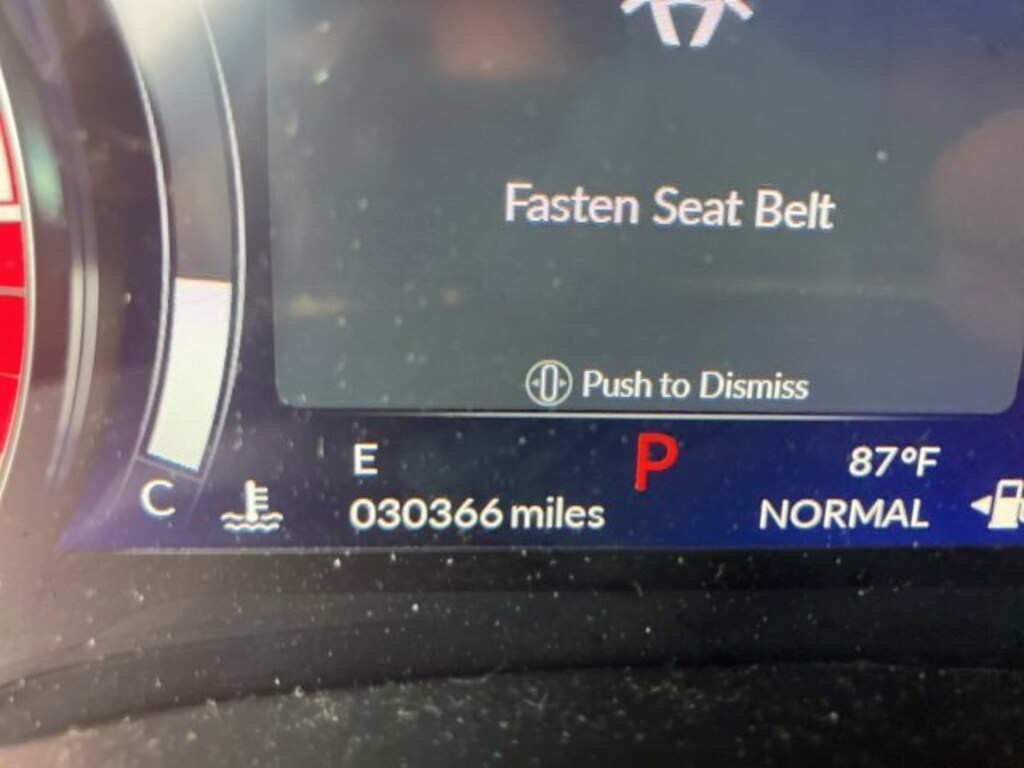 Fasten Seat Belt
Push to Dismiss
E P 87°F
C 030366 miles NORMAL